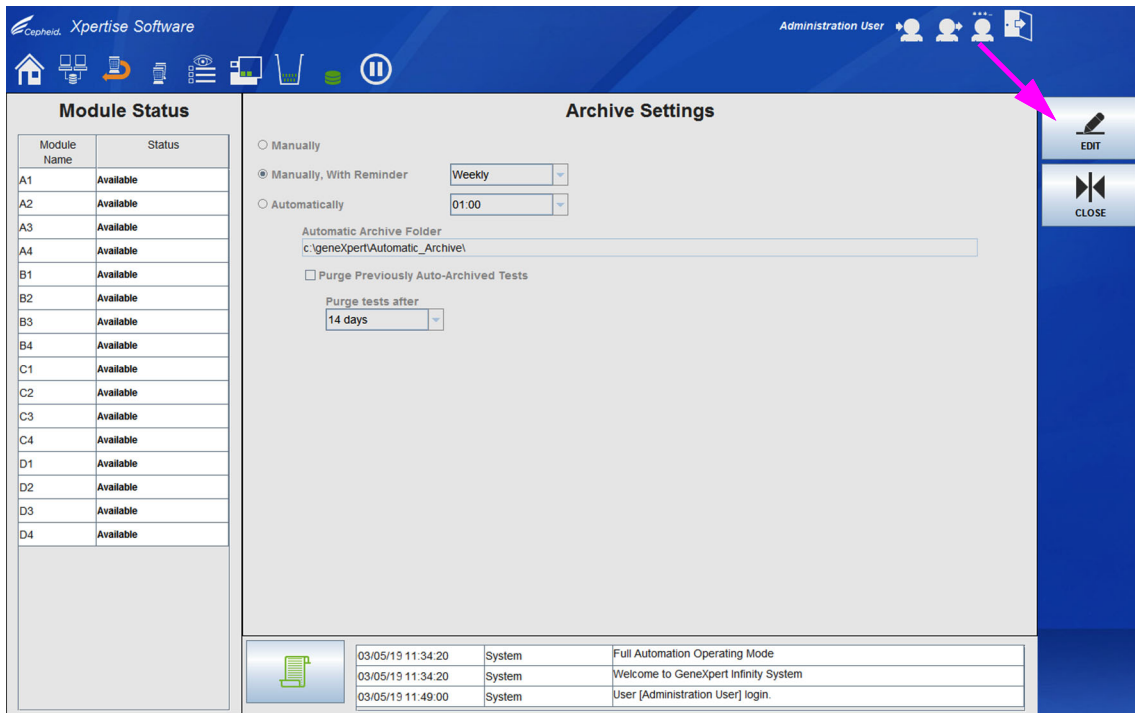 Cepheid. Xpertise Software
Administration User
Module Status
Module Name Status
A1 Available
A2 Available
A3 Available
A4 Available
B1 Available
B2 Available
B3 Available
B4 Available
C1 Available
C2 Available
C3 Available
C4 Available
D1 Available
D2 Available
D3 Available
D4 Available
Archive Settings
Manually
Manually, With Reminder Weekly
Automatically 01:00
Automatic Archive Folder
c:\geneXpert\Automatic_Archive\
Purge Previously Auto-Archived Tests
Purge tests after
14 days
EDIT
CLOSE
03/05/19 11:34:20 System Full Automation Operating Mode
03/05/19 11:34:20 System Welcome to GeneXpert Infinity System
03/05/19 11:49:00 System User [Administration User] login.